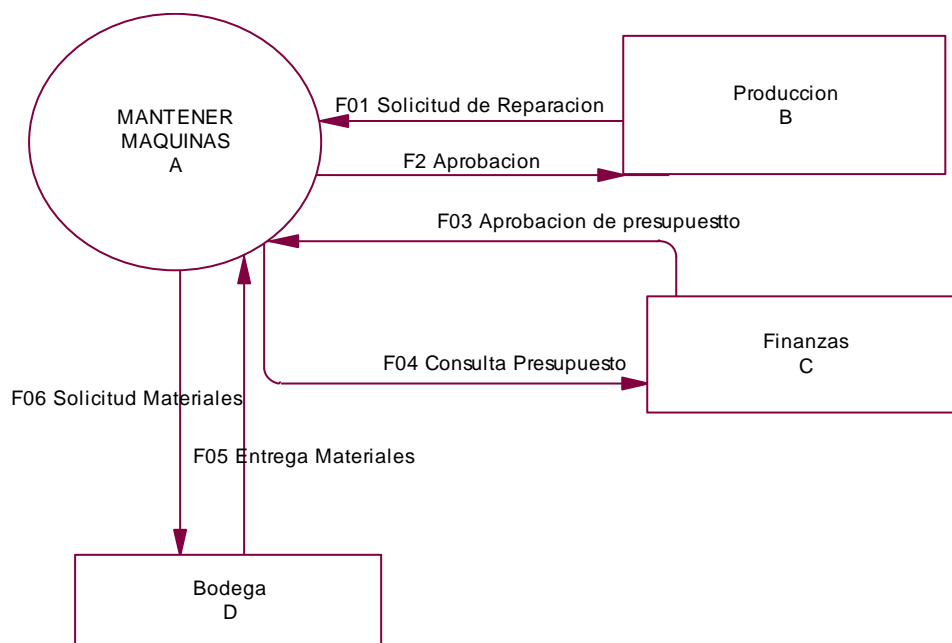 MANTENER
MAQUINAS
A
F01 Solicitud de Reparacion
Produccion
B
F2 Aprobacion
F03 Aprobacion de presupuestto
Finanzas
C
F04 Consulta Presupuesto
F06 Solicitud Materiales
F05 Entrega Materiales
Bodega
D